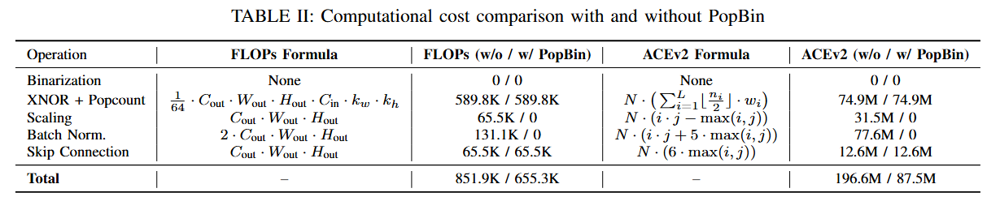 TABLE II: Computational cost comparison with and without PopBin
Operation | FLOPs Formula | FLOPs (w/o / w/ PopBin) | ACEv2 Formula | ACEv2 (w/o / w/ PopBin)
Binarization | None | 0 / 0 | None | 0 / 0
XNOR + Popcount | $\frac{1}{64} \cdot C_{\text{out}} \cdot W_{\text{out}} \cdot H_{\text{out}} \cdot C_{\text{in}} \cdot k_w \cdot k_h$ | 589.8K / 589.8K | $N \cdot \left(\sum_{i=1}^{L} \lfloor \frac{n_i}{2} \rfloor \cdot w_i\right)$ | 74.9M / 74.9M
Scaling | $C_{\text{out}} \cdot W_{\text{out}} \cdot H_{\text{out}}$ | 65.5K / 0 | $N \cdot (i \cdot j - \max(i, j))$ | 31.5M / 0
Batch Norm. | $2 \cdot C_{\text{out}} \cdot W_{\text{out}} \cdot H_{\text{out}}$ | 131.1K / 0 | $N \cdot (i \cdot j + 5 \cdot \max(i, j))$ | 77.6M / 0
Skip Connection | $C_{\text{out}} \cdot W_{\text{out}} \cdot H_{\text{out}}$ | 65.5K / 65.5K | $N \cdot (6 \cdot \max(i, j))$ | 12.6M / 12.6M
Total | – | 851.9K / 655.3K | – | 196.6M / 87.5M